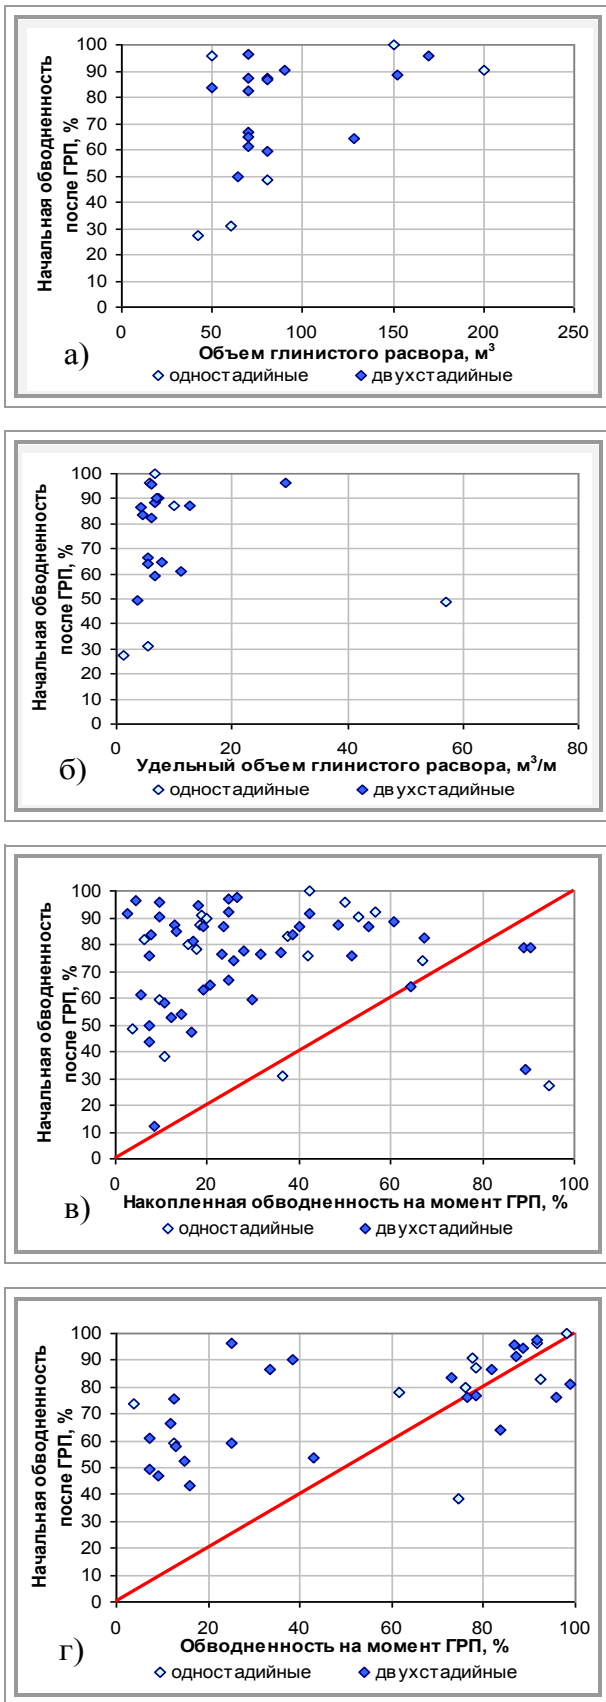 Начальная обводненность
после ГРП, %
100
90
80
70
60
50
40
30
20
10
0
0 50 100 150 200 250
а)
Объем глинистого расвора, м³
одностадийные двухстадийные
Начальная обводненность
после ГРП, %
100
90
80
70
60
50
40
30
20
10
0
0 20 40 60 80
б)
Удельный объем глинистого расвора, м³/м
одностадийные двухстадийные
Начальная обводненность
после ГРП, %
100
90
80
70
60
50
40
30
20
10
0
0 20 40 60 80 100
в)
Накопленная обводненность на момент ГРП, %
одностадийные двухстадийные
Начальная обводненность
после ГРП, %
100
90
80
70
60
50
40
30
20
10
0
0 20 40 60 80 100
г)
Обводненность на момент ГРП, %
одностадийные двухстадийные